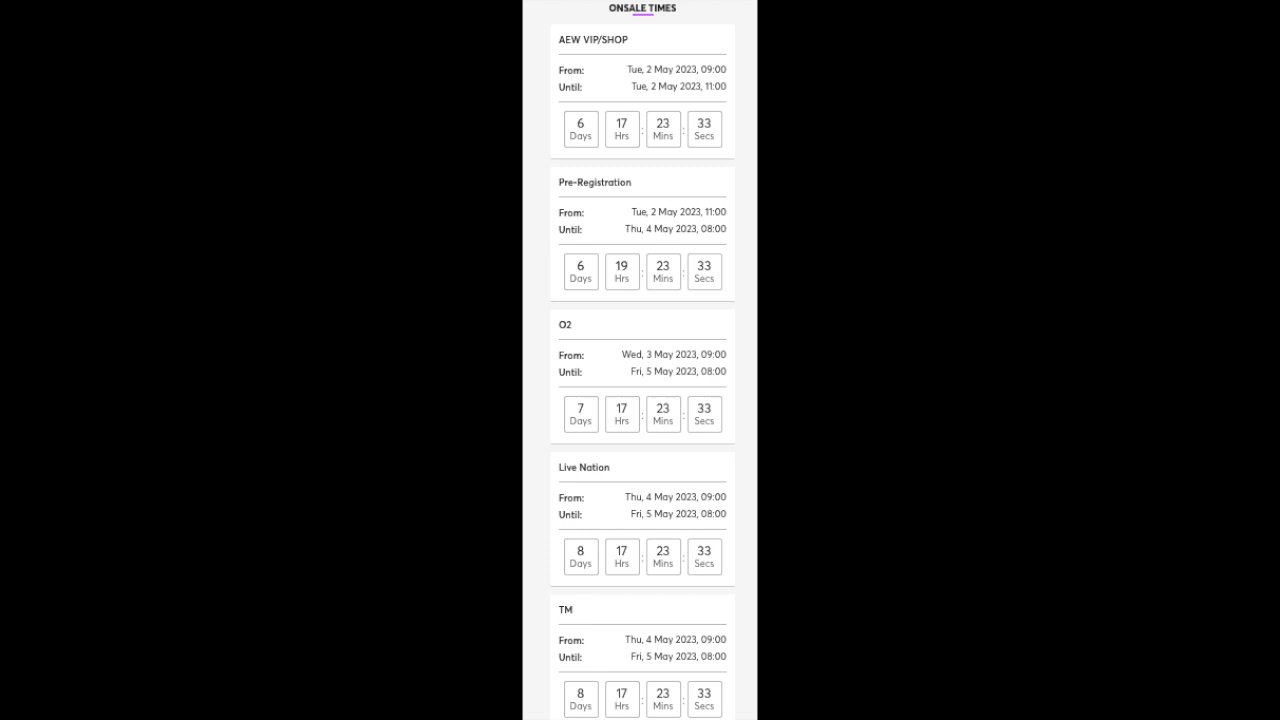 ONSALE TIMES
AEW VIP/SHOP
From: Tue, 2 May 2023, 09:00
Until: Tue, 2 May 2023, 11:00
6 17 : 23 : 33
Days Hrs Mins Secs
Pre-Registration
From: Tue, 2 May 2023, 11:00
Until: Thu, 4 May 2023, 08:00
6 19 : 23 : 33
Days Hrs Mins Secs
O2
From: Wed, 3 May 2023, 09:00
Until: Fri, 5 May 2023, 08:00
7 17 : 23 : 33
Days Hrs Mins Secs
Live Nation
From: Thu, 4 May 2023, 09:00
Until: Fri, 5 May 2023, 08:00
8 17 : 23 : 33
Days Hrs Mins Secs
TM
From: Thu, 4 May 2023, 09:00
Until: Fri, 5 May 2023, 08:00
8 17 : 23 : 33
Days Hrs Mins Secs